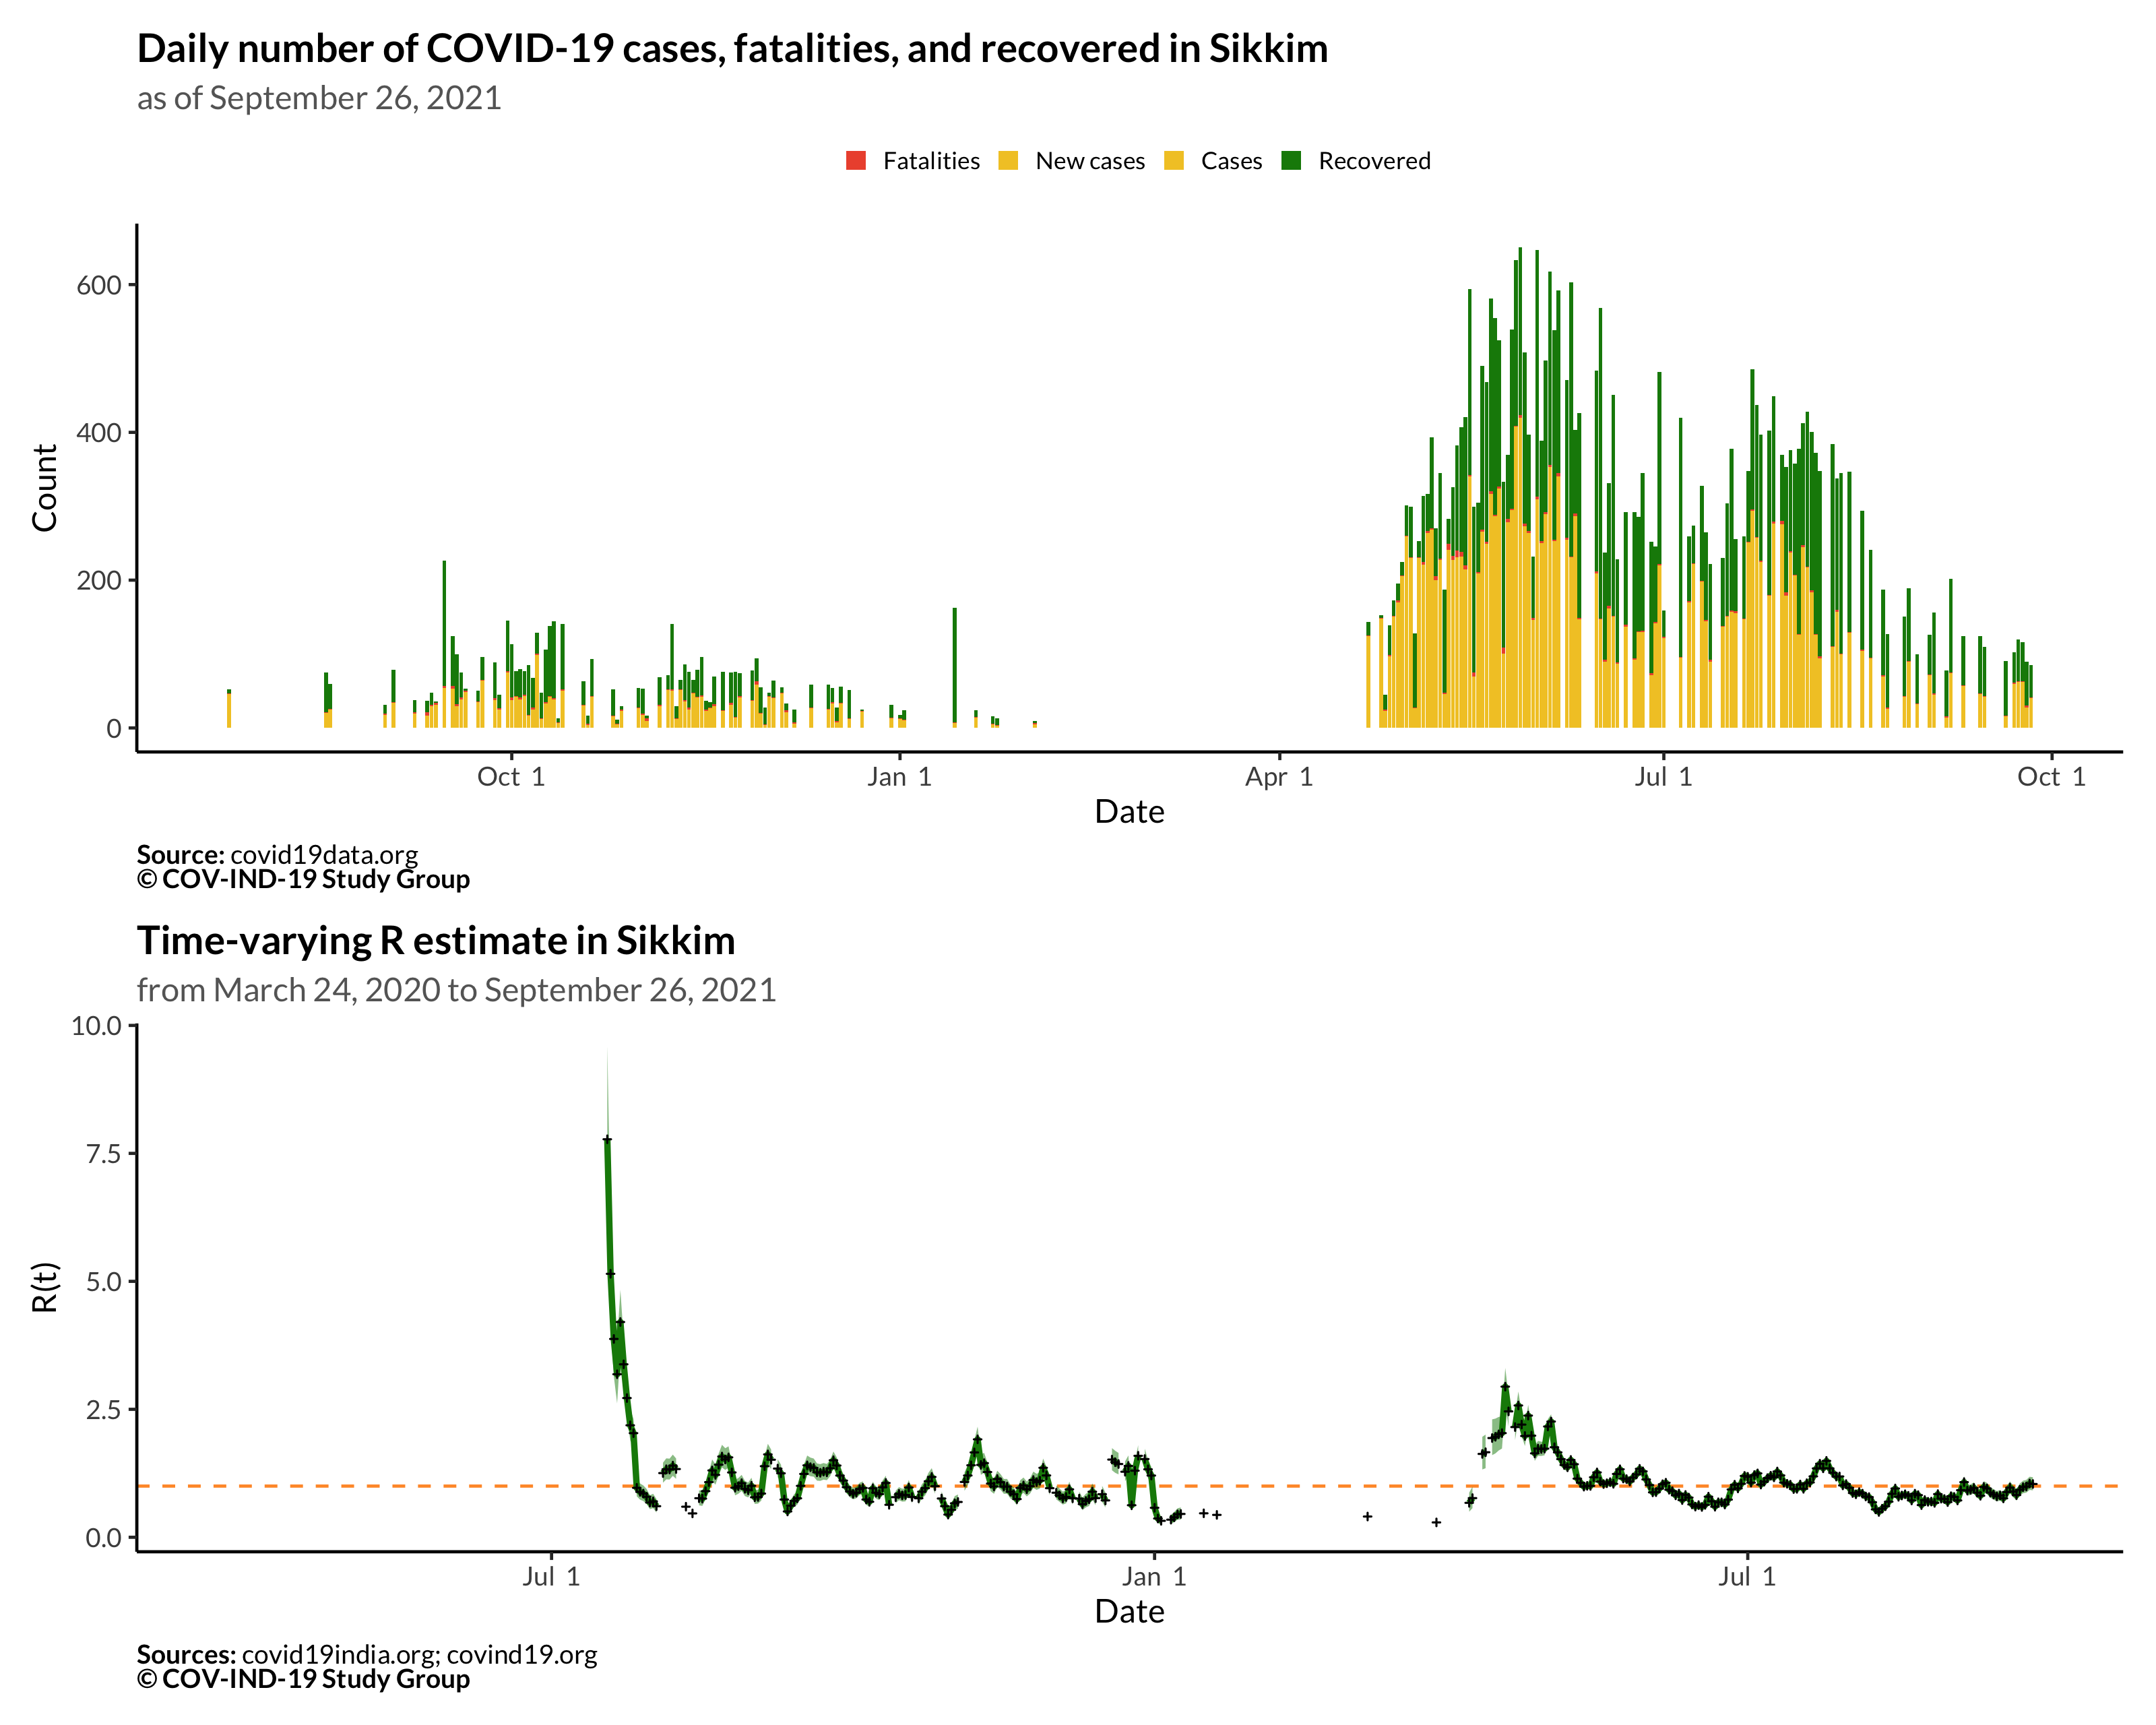 Daily number of COVID-19 cases, fatalities, and recovered in Sikkim
as of September 26, 2021
Fatalities New cases Cases Recovered
600
400
200
0
Count
Oct 1 Jan 1 Apr 1 Jul 1 Oct 1
Date
Source: covid19data.org
© COV-IND-19 Study Group
Time-varying R estimate in Sikkim
from March 24, 2020 to September 26, 2021
10.0
7.5
5.0
2.5
0.0
R(t)
Jul 1 Jan 1 Jul 1
Date
Sources: covid19india.org; covind19.org
© COV-IND-19 Study Group